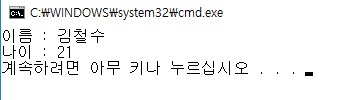 C:₩WINDOWS₩system32₩cmd.exe
이름 : 김철수
나이 : 21
계속하려면 아무 키나 누르십시오 . . .